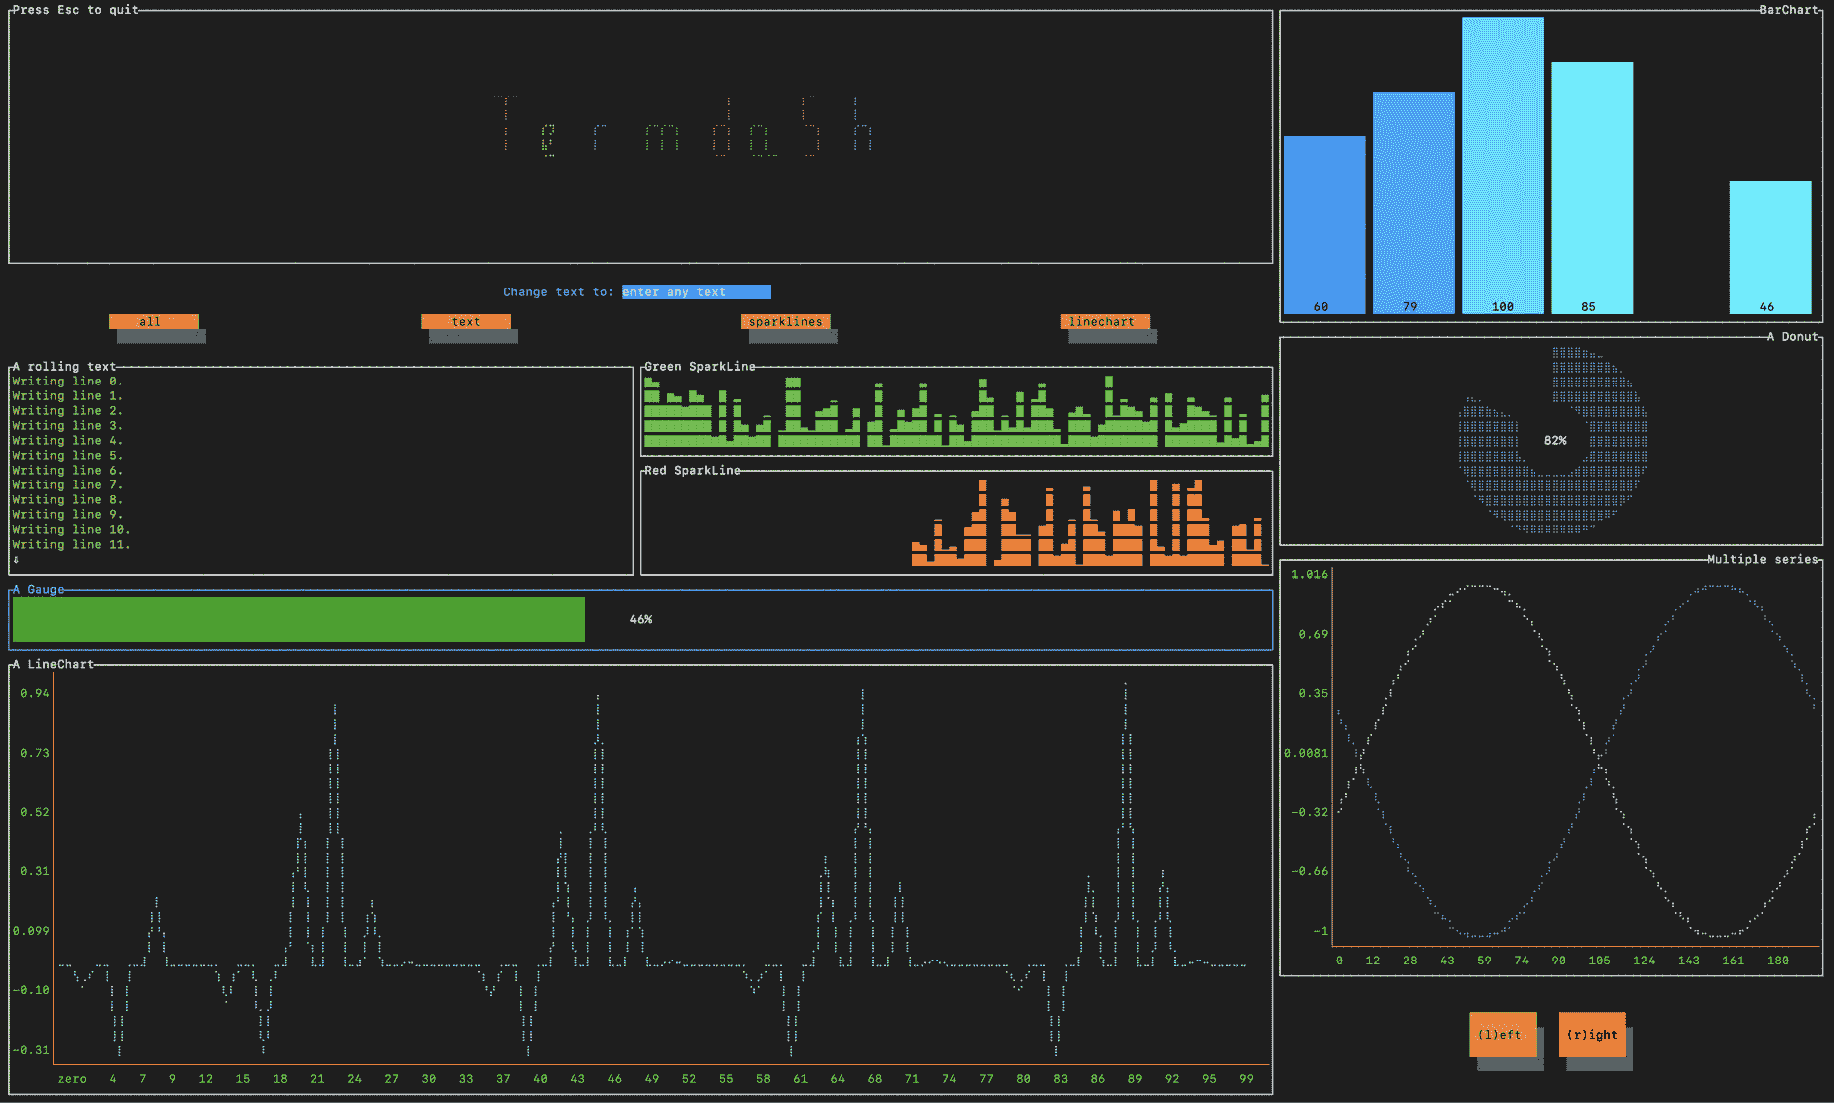 Press Esc to quit
TermdaSh
Change text to: enter any text
all
text
sparklines
linechart
A rolling text
Writing line 0.
Writing line 1.
Writing line 2.
Writing line 3.
Writing line 4.
Writing line 5.
Writing line 6.
Writing line 7.
Writing line 8.
Writing line 9.
Writing line 10.
Writing line 11.
⇩
Green SparkLine
Red SparkLine
A Gauge
46%
A LineChart
0.94
0.73
0.52
0.31
0.099
-0.10
-0.31
zero 4 7 9 12 15 18 21 24 27 30 33 37 40 43 46 49 52 55 58 61 64 68 71 74 77 80 83 86 89 92 95 99
BarChart
60 79 100 85 46
A Donut
82%
Multiple series
1.016
0.69
0.35
0.0081
-0.32
-0.66
-1
0 12 28 43 59 74 90 105 124 143 161 180
(l)eft
(r)ight